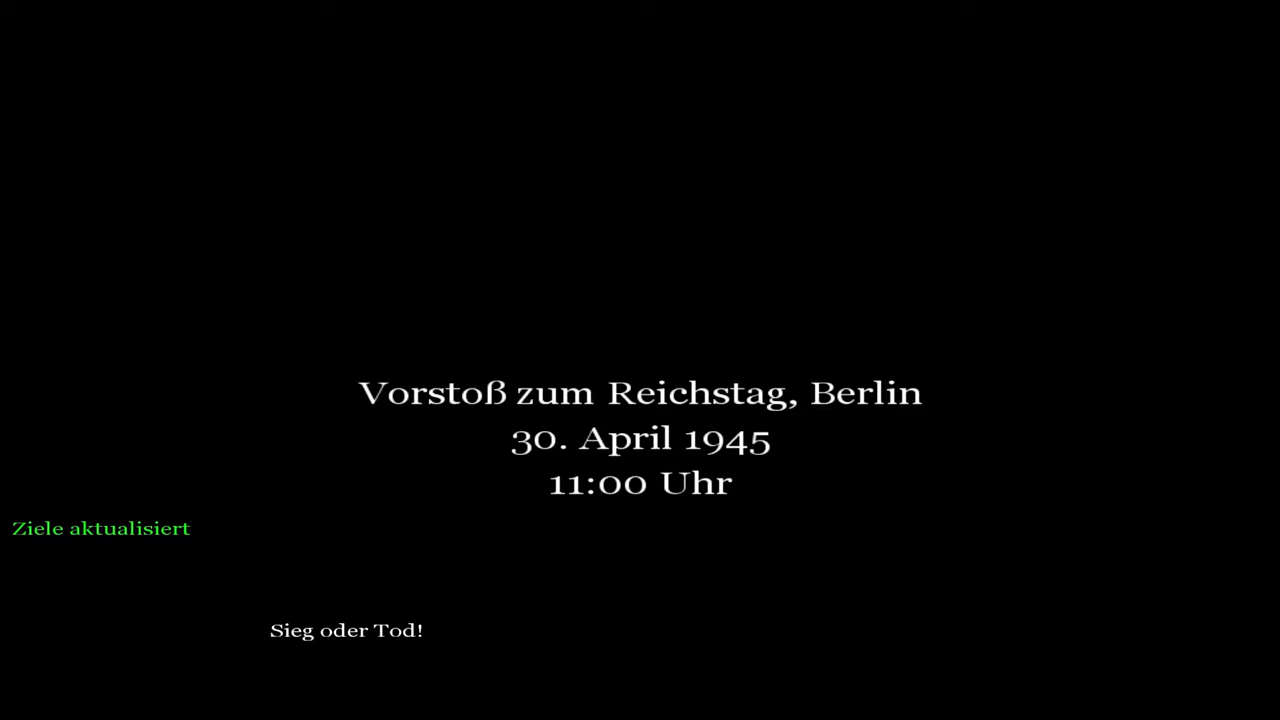 Vorstoß zum Reichstag, Berlin
30. April 1945
11:00 Uhr
Ziele aktualisiert
Sieg oder Tod!